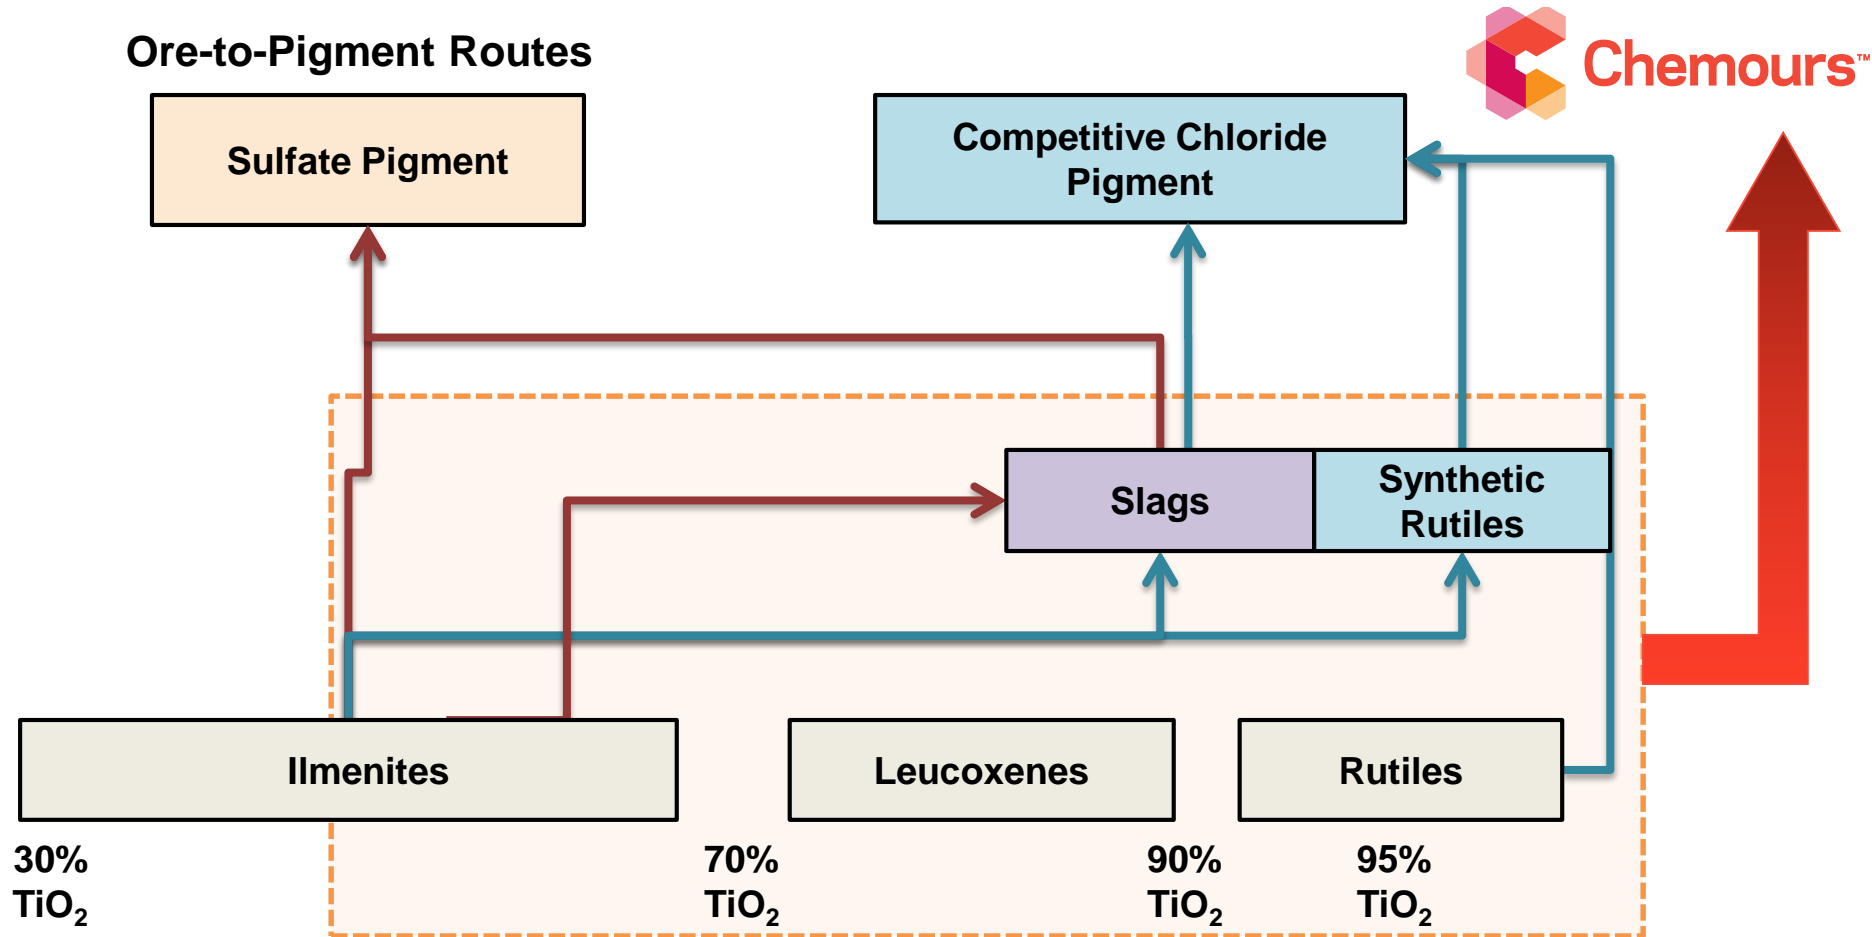 Ore-to-Pigment Routes
Chemours™
Sulfate Pigment
Competitive Chloride
Pigment
Slags
Synthetic
Rutiles
Ilmenites
Leucoxenes
Rutiles
30%
TiO₂
70%
TiO₂
90%
TiO₂
95%
TiO₂